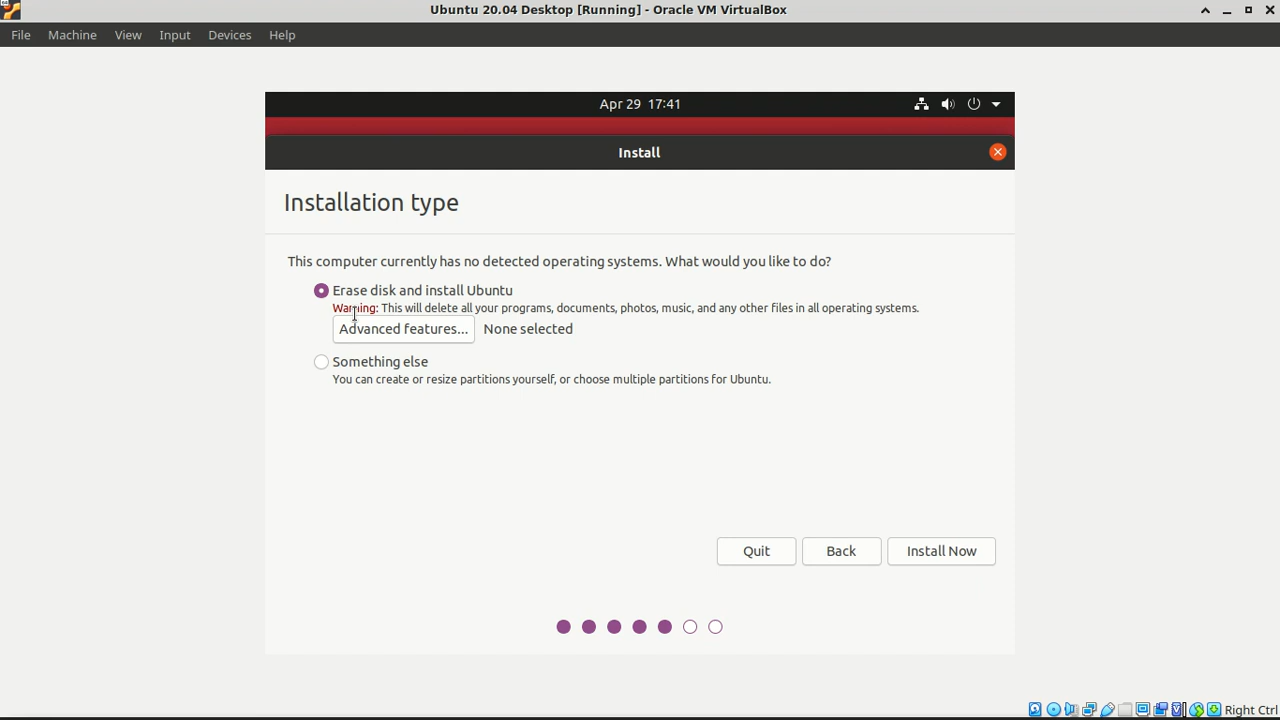 Ubuntu 20.04 Desktop [Running] - Oracle VM VirtualBox
File Machine View Input Devices Help
Apr 29 17:41
Install
Installation type
This computer currently has no detected operating systems. What would you like to do?
Erase disk and install Ubuntu
Warning: This will delete all your programs, documents, photos, music, and any other files in all operating systems.
Advanced features... None selected
Something else
You can create or resize partitions yourself, or choose multiple partitions for Ubuntu.
Quit Back Install Now
Right Ctrl